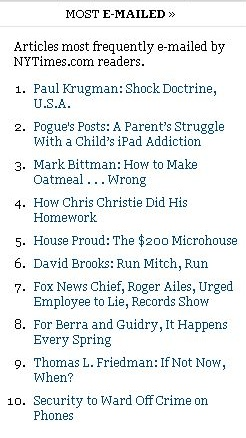 MOST E-MAILED »
Articles most frequently e-mailed by
NYTimes.com readers.
1. Paul Krugman: Shock Doctrine,
U.S.A.
2. Pogue's Posts: A Parent's Struggle
With a Child's iPad Addiction
3. Mark Bittman: How to Make
Oatmeal . . . Wrong
4. How Chris Christie Did His
Homework
5. House Proud: The $200 Microhouse
6. David Brooks: Run Mitch, Run
7. Fox News Chief, Roger Ailes, Urged
Employee to Lie, Records Show
8. For Berra and Guidry, It Happens
Every Spring
9. Thomas L. Friedman: If Not Now,
When?
10. Security to Ward Off Crime on
Phones